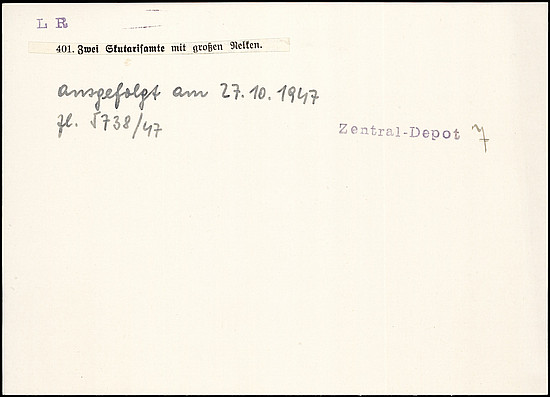 L R
401. Zwei Skutarisamte mit großen Nelken.
ausgefolgt am 27.10.1947
Zl. 5738/47
Zentral-Depot 7